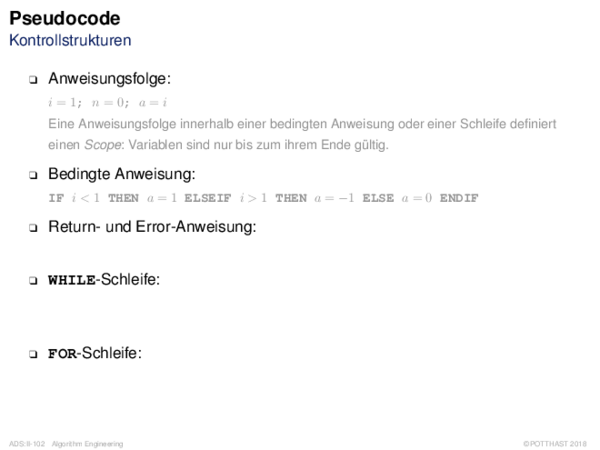 Pseudocode
Kontrollstrukturen
❑ Anweisungsfolge:
i = 1; n = 0; a = i
Eine Anweisungsfolge innerhalb einer bedingten Anweisung oder einer Schleife definiert
einen Scope: Variablen sind nur bis zum ihrem Ende gültig.
❑ Bedingte Anweisung:
IF i < 1 THEN a = 1 ELSEIF i > 1 THEN a = −1 ELSE a = 0 ENDIF
❑ Return- und Error-Anweisung:
❑ WHILE-Schleife:
❑ FOR-Schleife:
ADS:9-102 Algorithm Engineering ©POTTHAST 2018